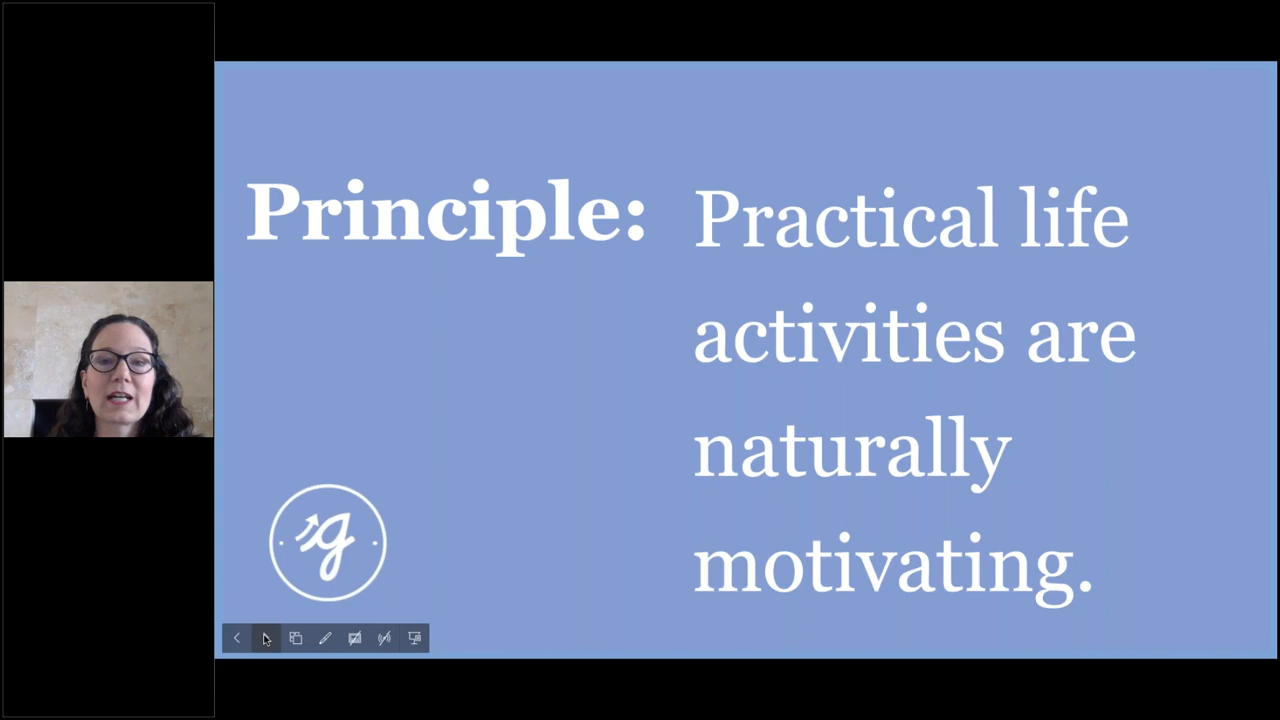 Principle:
Practical life
activities are
naturally
motivating.
g